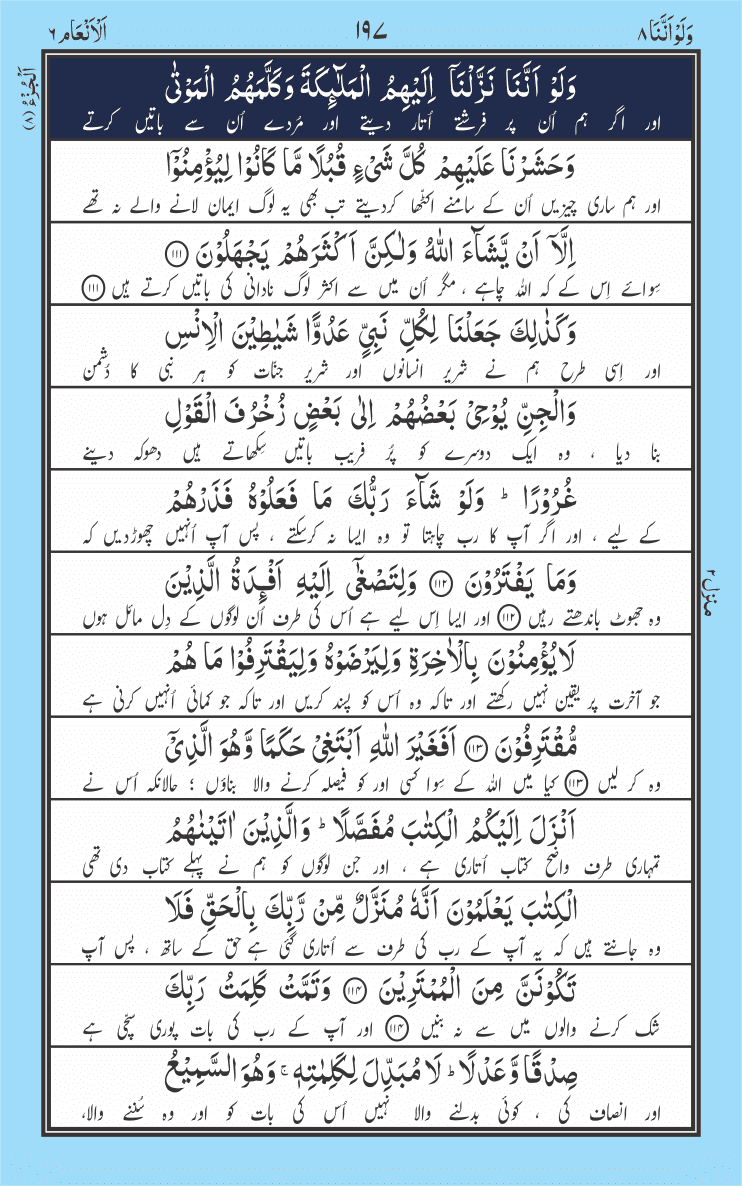 وَلَوْ اَنَّنَا ٨
١٩٧
اَلْاَنْعَام ٦
اَلْجُزْءُ (٨)
وَلَوْ اَنَّنَا نَزَّلْنَاۤ اِلَيْهِمُ الْمَلٰٓئِكَةَ وَكَلَّمَهُمُ الْمَوْتٰى
اور اگر ہم اُن پر فرشتے اُتار دیتے اور مُردے اُن سے باتیں کرتے
وَحَشَرْنَا عَلَيْهِمْ كُلَّ شَيْءٍ قُبُلًا مَّا كَانُوْا لِيُؤْمِنُوْۤا
اور ہم ساری چیزیں اُن کے سامنے اکٹّھا کردیتے تب بھی یہ لوگ ایمان لانے والے نہ تھے
اِلَّاۤ اَنْ يَّشَآءَ اللّٰهُ وَلٰكِنَّ اَكْثَرَهُمْ يَجْهَلُوْنَ ۝١١١
سِوائے اِس کے کہ اللہ چاہے ، مگر اُن میں سے اکثر لوگ نادانی کی باتیں کرتے ہیں ۝١١١
وَكَذٰلِكَ جَعَلْنَا لِكُلِّ نَبِيٍّ عَدُوًّا شَيٰطِيْنَ الْاِنْسِ
اور اِسی طرح ہم نے شریر انسانوں اور شریر جنّات کو ہر نبی کا دُشمن
وَالْجِنِّ يُوْحِيْ بَعْضُهُمْ اِلٰى بَعْضٍ زُخْرُفَ الْقَوْلِ
بنا دیا ، وہ ایک دوسرے کو پُر فریب باتیں سِکھاتے ہیں دھوکہ دینے
غُرُوْرًا ؕ وَلَوْ شَآءَ رَبُّكَ مَا فَعَلُوْهُ فَذَرْهُمْ
کے لیے ، اور اگر آپ کا رب چاہتا تو وہ ایسا نہ کرسکتے ، پس آپ اُنہیں چھوڑدیں کہ
وَمَا يَفْتَرُوْنَ ۝١١٢ وَلِتَصْغٰۤى اِلَيْهِ اَفْـِٕدَةُ الَّذِيْنَ
وہ جھوٹ باندھتے رہیں ۝١١٢ اور ایسا اِس لیے ہے اُس کی طرف اُن لوگوں کے دِل مائل ہوں
منزل ٢
لَا يُؤْمِنُوْنَ بِالْاٰخِرَةِ وَلِيَرْضَوْهُ وَلِيَقْتَرِفُوْا مَا هُمْ
جو آخرت پر یقین نہیں رکھتے اور تاکہ وہ اُس کو پسند کریں اور تاکہ جو کمائی اُنہیں کرنی ہے
مُّقْتَرِفُوْنَ ۝١١٣ اَفَغَيْرَ اللّٰهِ اَبْتَغِيْ حَكَمًا وَّهُوَ الَّذِيْۤ
وہ کر لیں ۝١١٣ کیا میں اللہ کے سِوا کسی اور کو فیصلہ کرنے والا بناؤں ؛ حالانکہ اُس نے
اَنْزَلَ اِلَيْكُمُ الْكِتٰبَ مُفَصَّلًا ؕ وَالَّذِيْنَ اٰتَيْنٰهُمُ
تمہاری طرف واضح کتاب اُتاری ہے ، اور جن لوگوں کو ہم نے پہلے کتاب دی تھی
الْكِتٰبَ يَعْلَمُوْنَ اَنَّهٗ مُنَزَّلٌ مِّنْ رَّبِّكَ بِالْحَقِّ فَلَا
وہ جانتے ہیں کہ یہ آپ کے رب کی طرف سے اُتاری گئی ہے حق کے ساتھ ، پس آپ
تَكُوْنَنَّ مِنَ الْمُمْتَرِيْنَ ۝١١٤ وَتَمَّتْ كَلِمَتُ رَبِّكَ
شک کرنے والوں میں سے نہ بنیں ۝١١٤ اور آپ کے رب کی بات پوری سچّی ہے
صِدْقًا وَّعَدْلًا ؕ لَا مُبَدِّلَ لِكَلِمٰتِهٖ ۚ وَهُوَ السَّمِيْعُ
اور انصاف کی ، کوئی بدلنے والا نہیں اُس کی بات کو اور وہ سُننے والا،